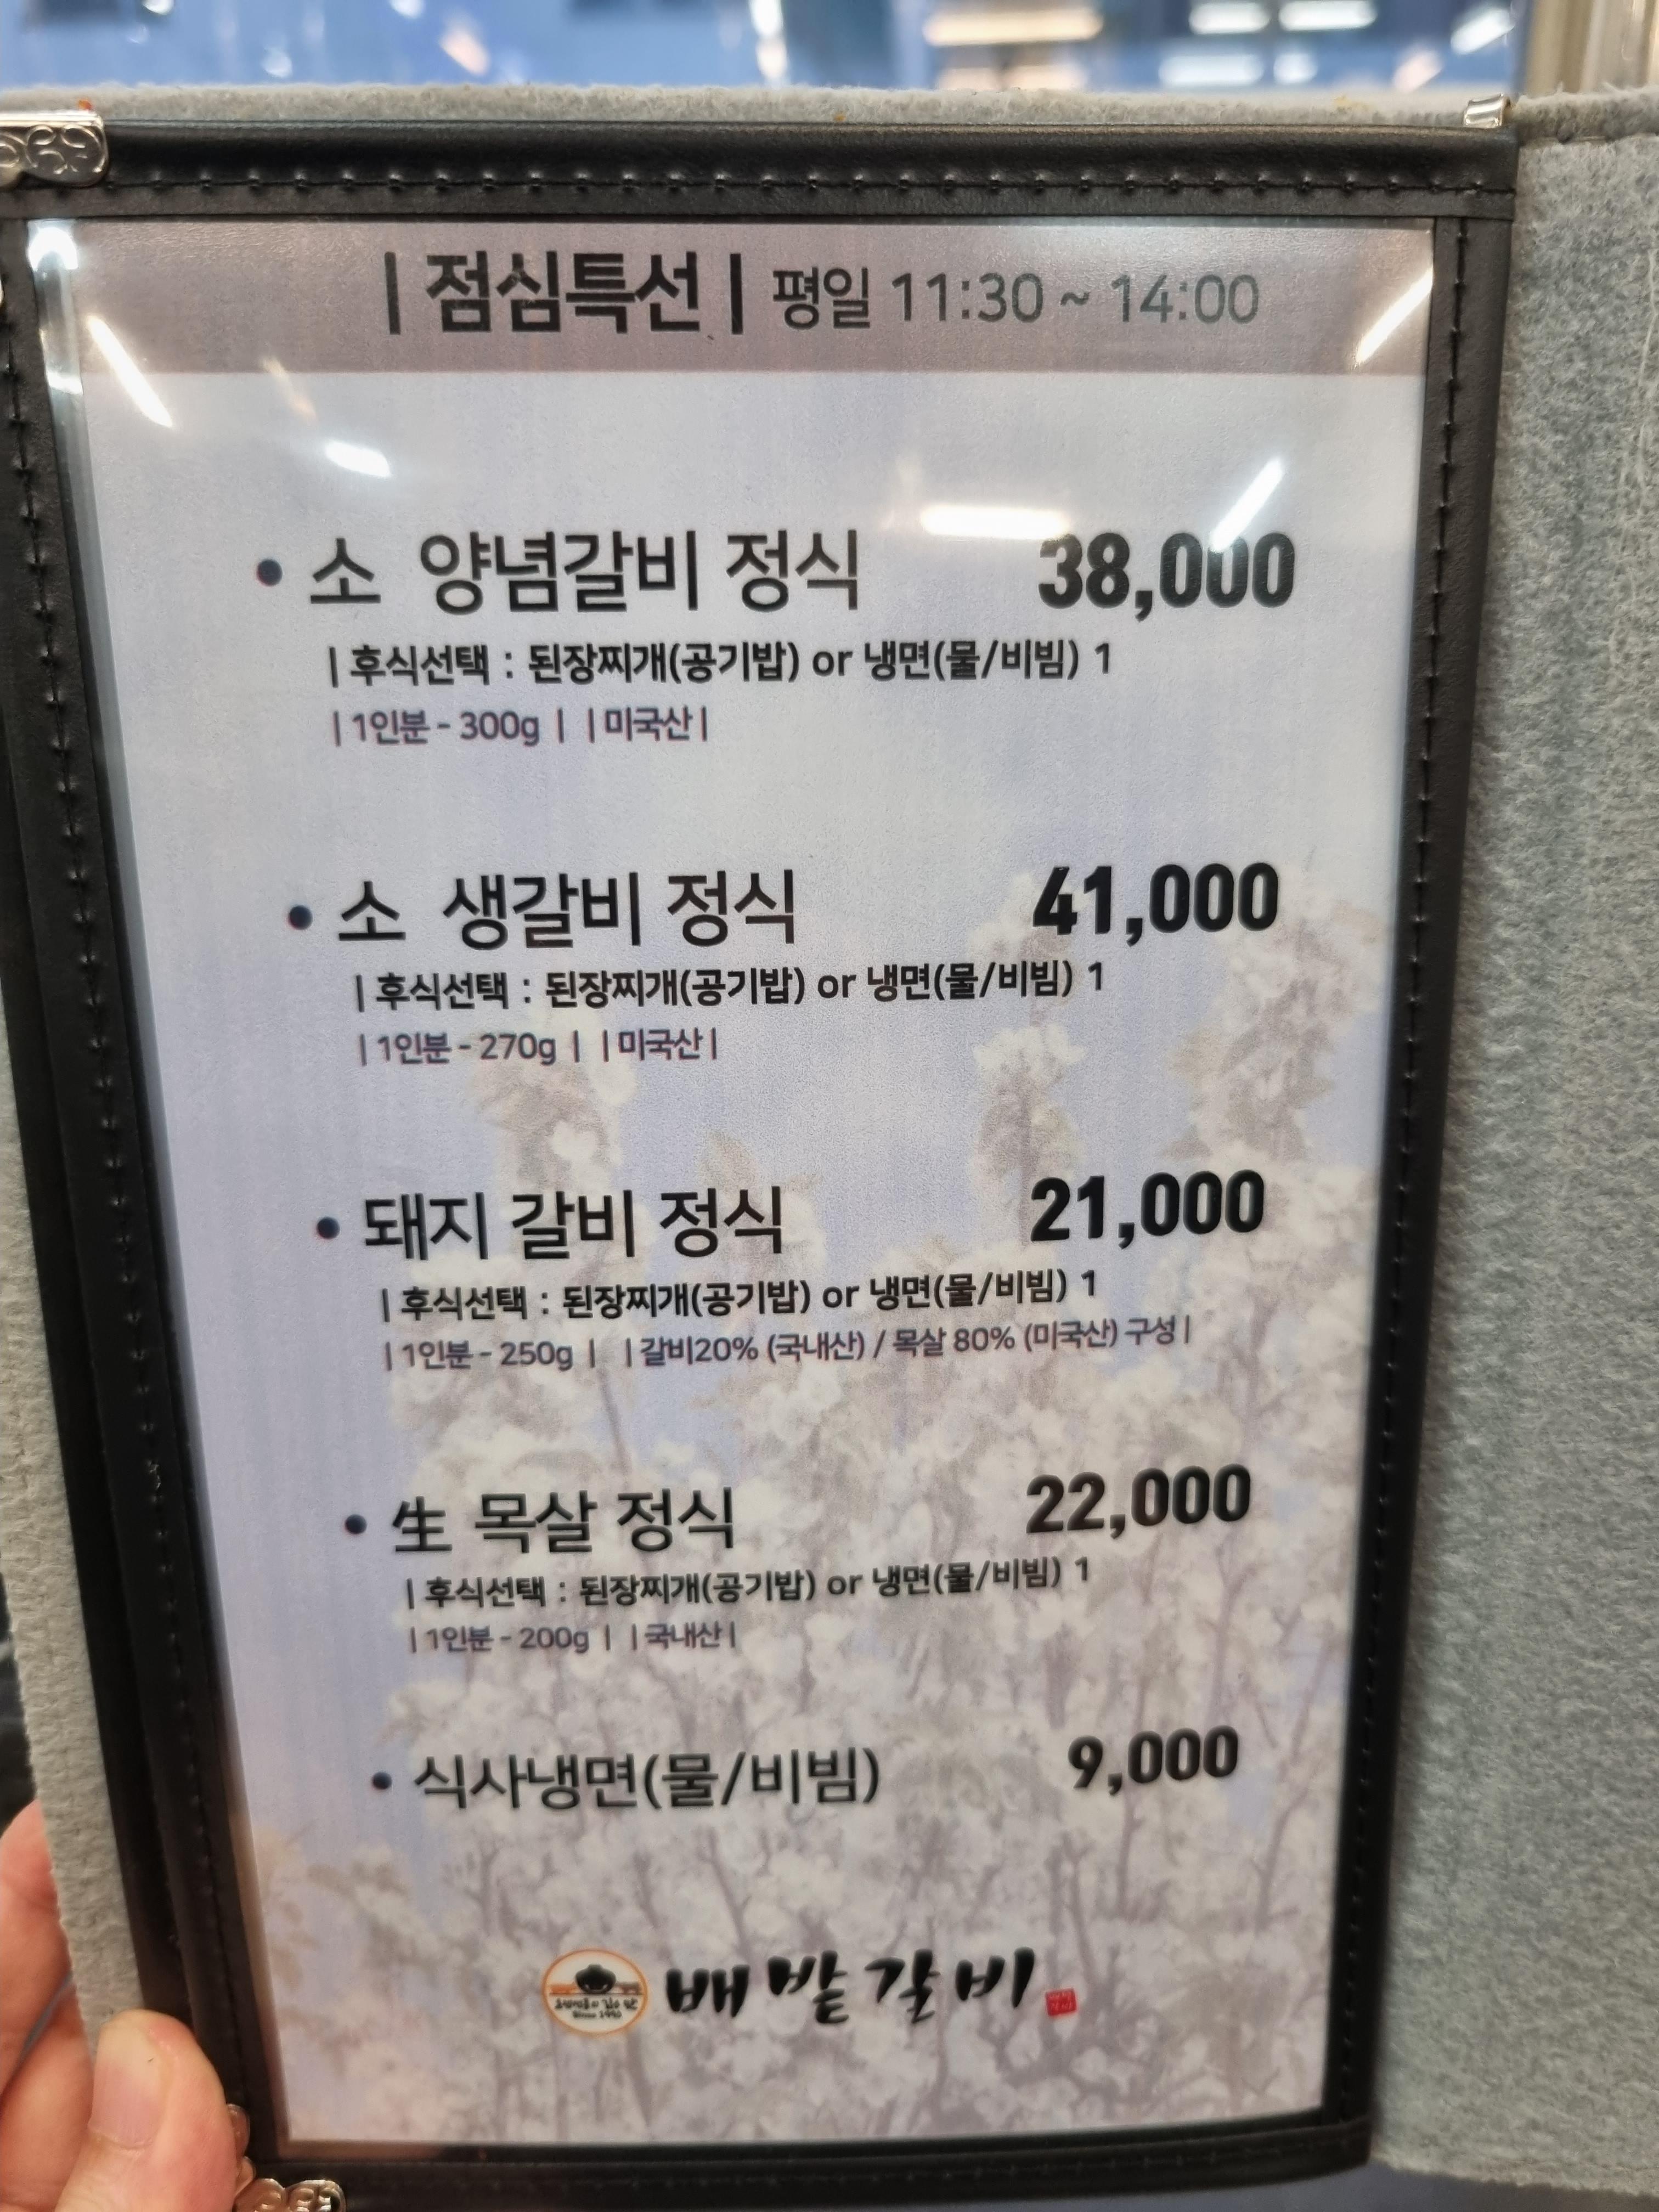 | 점심특선 | 평일 11:30 ~ 14:00
• 소 양념갈비 정식 38,000
| 후식선택 : 된장찌개(공기밥) or 냉면(물/비빔) 1
| 1인분 - 300g | | 미국산 |
• 소 생갈비 정식 41,000
| 후식선택 : 된장찌개(공기밥) or 냉면(물/비빔) 1
| 1인분 - 270g | | 미국산 |
• 돼지 갈비 정식 21,000
| 후식선택 : 된장찌개(공기밥) or 냉면(물/비빔) 1
| 1인분 - 250g | | 갈비20% (국내산) / 목살 80% (미국산) 구성 |
• 生 목살 정식 22,000
| 후식선택 : 된장찌개(공기밥) or 냉면(물/비빔) 1
| 1인분 - 200g | | 국내산 |
• 식사냉면(물/비빔) 9,000
배밭갈비